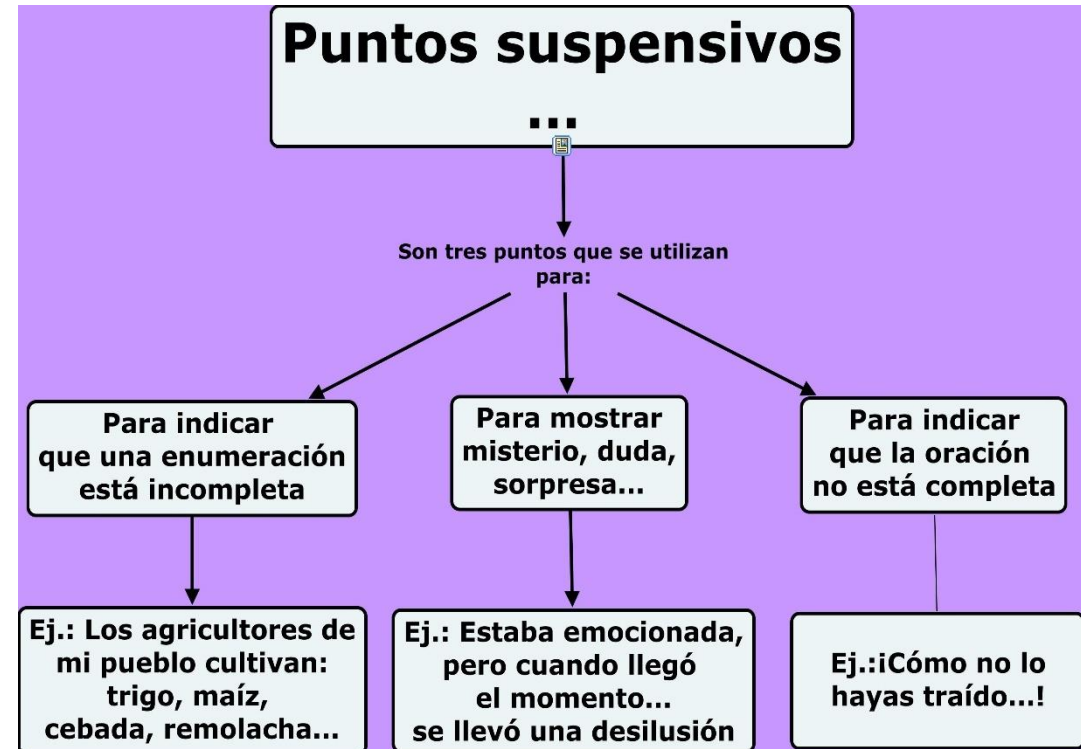 Puntos suspensivos
...
Son tres puntos que se utilizan
para:
Para indicar
que una enumeración
está incompleta
Para mostrar
misterio, duda,
sorpresa...
Para indicar
que la oración
no está completa
Ej.: Los agricultores de
mi pueblo cultivan:
trigo, maíz,
cebada, remolacha...
Ej.: Estaba emocionada,
pero cuando llegó
el momento...
se llevó una desilusión
Ej.:¡Cómo no lo
hayas traído...!